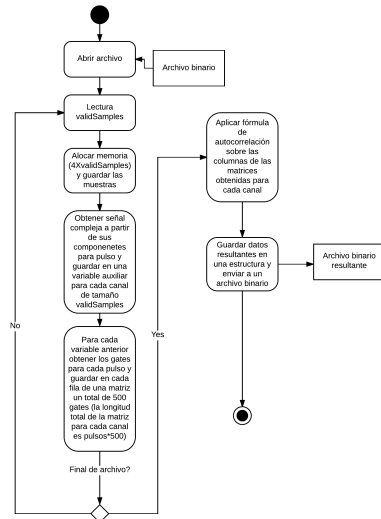 Abrir archivo
Archivo binario
Lectura
validSamples
Alocar memoria
(4XvalidSamples)
y guardar las
muestras
Obtener señal
compleja a partir
de sus
componenetes
para pulso y
guardar en una
variable auxiliar
para cada canal
de tamaño
validSamples
No
Para cada
variable anterior
obtener los gates
para cada pulso y
guardar en cada
fila de una matriz
un total de 500
gates (la longitud
total de la matriz
para cada canal
es pulsos*500)
Final de archivo?
Yes
Aplicar fórmula
de
autocorrelación
sobre las
columnas de las
matrices
obtenidas para
cada canal
Guardar datos
resultantes en
una estructura y
enviar a un
archivo binario
Archivo binario
resultante